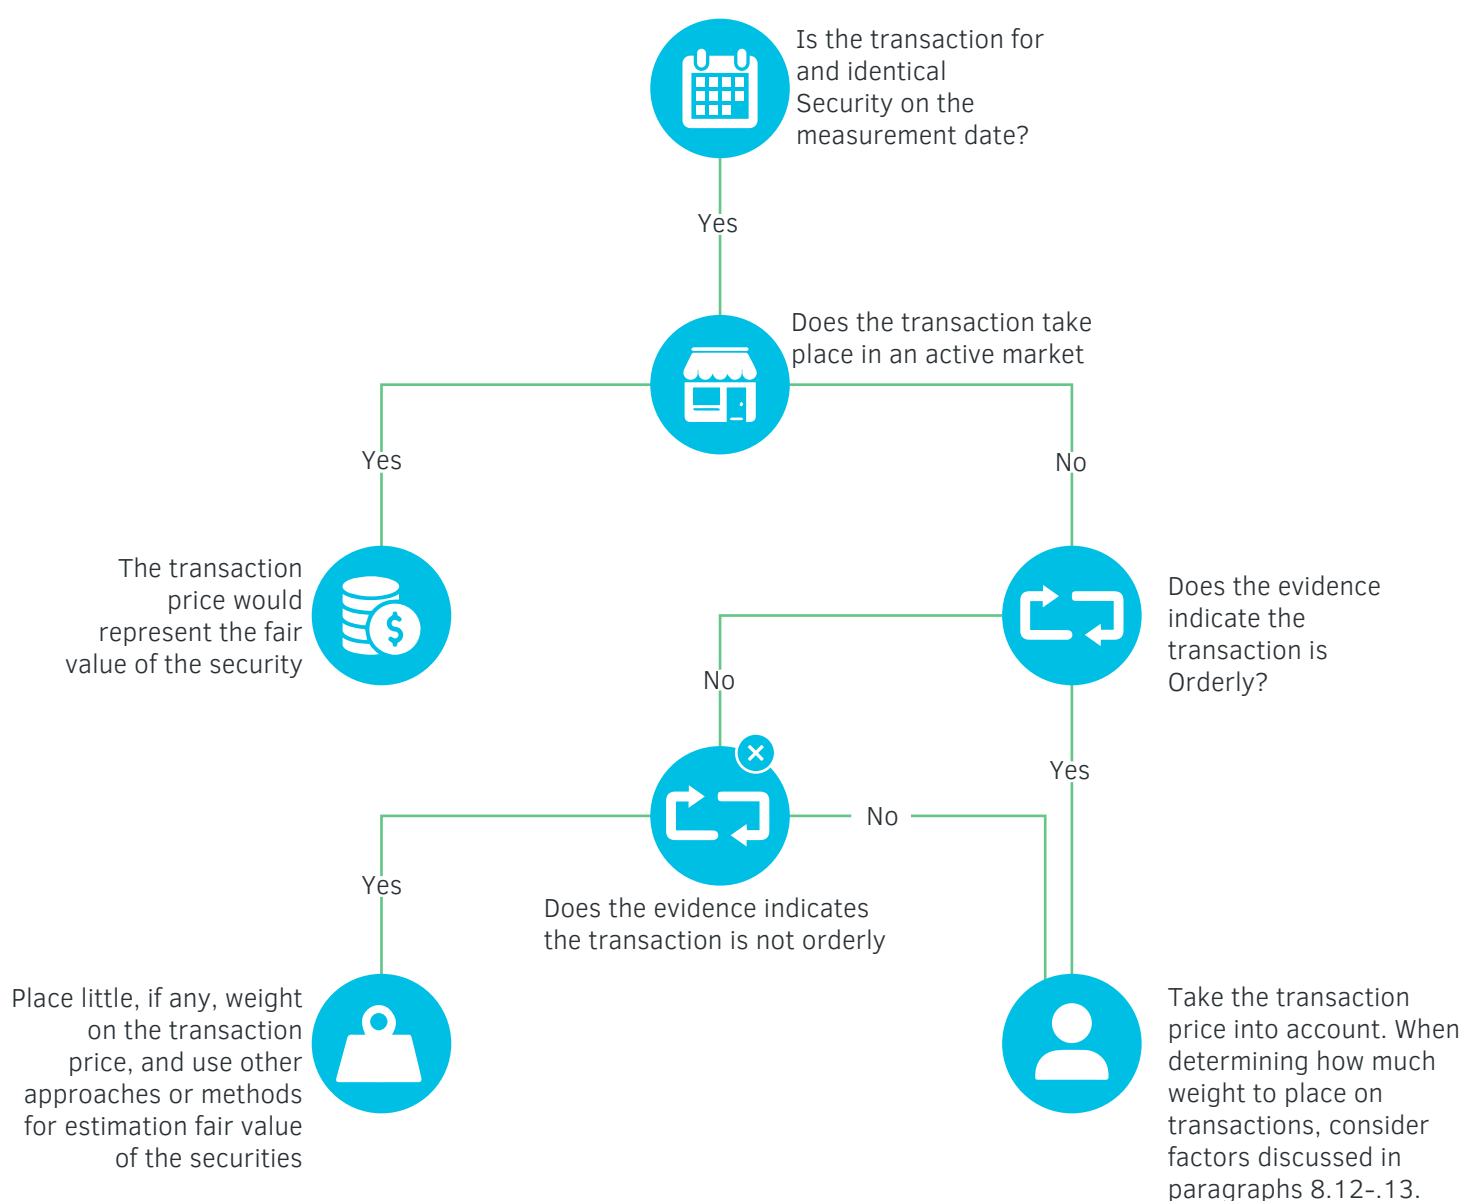 Is the transaction for
and identical
Security on the
measurement date?
Yes
Does the transaction take
place in an active market
Yes
No
The transaction
price would
represent the fair
value of the security
$
Does the evidence
indicate the
transaction is
Orderly?
No
Yes
No
Yes
Does the evidence indicates
the transaction is not orderly
Place little, if any, weight
on the transaction
price, and use other
approaches or methods
for estimation fair value
of the securities
Take the transaction
price into account. When
determining how much
weight to place on
transactions, consider
factors discussed in
paragraphs 8.12-.13.